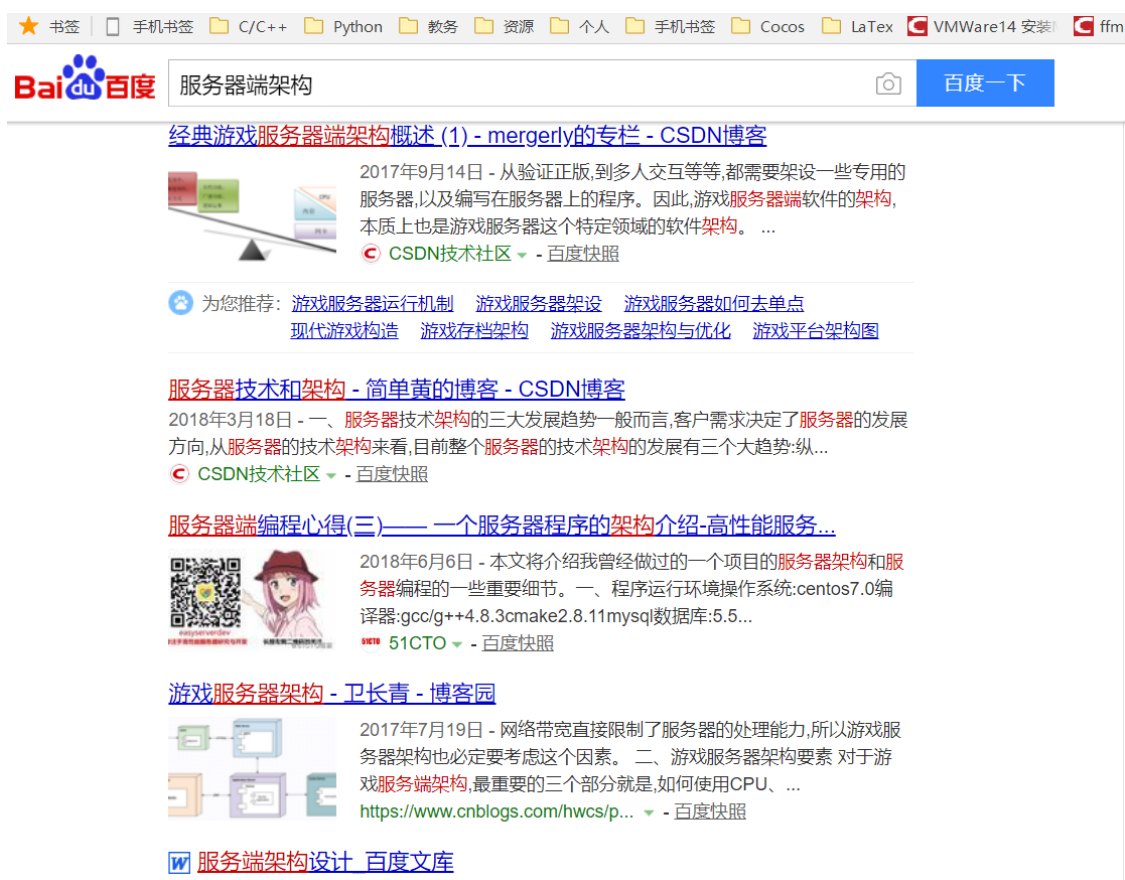 书签 手机书签 C/C++ Python 教务 资源 个人 手机书签 Cocos LaTex VMWare14 安装 ffm
Bai du 百度 服务器端架构 百度一下
经典游戏服务器端架构概述 (1) - mergerly的专栏 - CSDN博客
2017年9月14日 - 从验证正版,到多人交互等等,都需要架设一些专用的
服务器,以及编写在服务器上的程序。因此,游戏服务器端软件的架构,
本质上也是游戏服务器这个特定领域的软件架构。 ...
CSDN技术社区 - 百度快照
为您推荐: 游戏服务器运行机制 游戏服务器架设 游戏服务器如何去单点
现代游戏构造 游戏存档架构 游戏服务器架构与优化 游戏平台架构图
服务器技术和架构 - 简单黄的博客 - CSDN博客
2018年3月18日 - 一、服务器技术架构的三大发展趋势一般而言,客户需求决定了服务器的发展
方向,从服务器的技术架构来看,目前整个服务器的技术架构的发展有三个大趋势:纵...
CSDN技术社区 - 百度快照
服务器端编程心得(三)—— 一个服务器程序的架构介绍-高性能服务...
2018年6月6日 - 本文将介绍我曾经做过的一个项目的服务器架构和服
务器编程的一些重要细节。一、程序运行环境操作系统:centos7.0编
译器:gcc/g++4.8.3cmake2.8.11mysql数据库:5.5...
easyserverdev
51CTO 51CTO - 百度快照
游戏服务器架构 - 卫长青 - 博客园
2017年7月19日 - 网络带宽直接限制了服务器的处理能力,所以游戏服
务器架构也必定要考虑这个因素。 二、游戏服务器架构要素 对于游
戏服务端架构,最重要的三个部分就是,如何使用CPU、...
https://www.cnblogs.com/hwcs/p... - 百度快照
W 服务端架构设计_百度文库